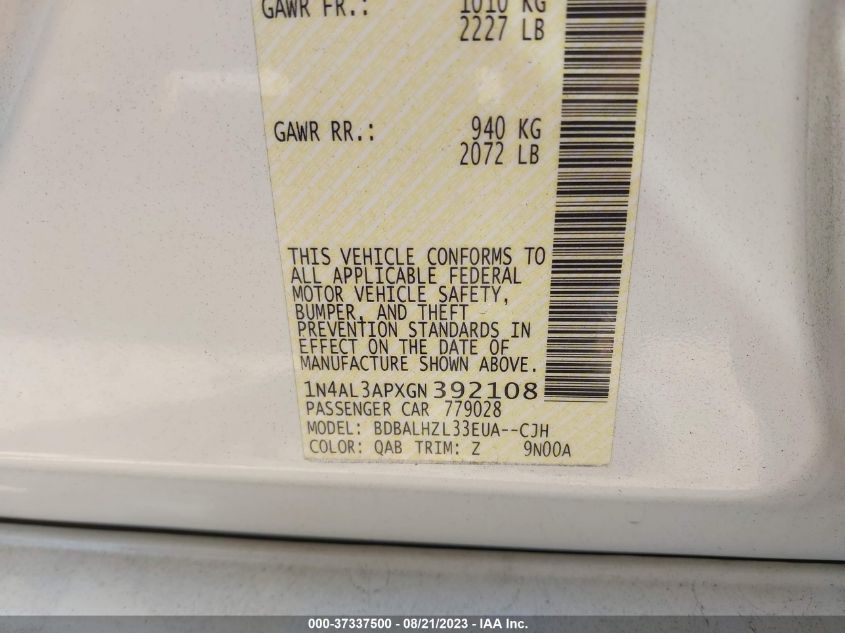 GAWR FR.: 1010 KG
2227 LB
GAWR RR.: 940 KG
2072 LB
THIS VEHICLE CONFORMS TO
ALL APPLICABLE FEDERAL
MOTOR VEHICLE SAFETY,
BUMPER, AND THEFT
PREVENTION STANDARDS IN
EFFECT ON THE DATE OF
MANUFACTURE SHOWN ABOVE.
1N4AL3APXGN392108
PASSENGER CAR 779028
MODEL: BDBALHZL33EUA--CJH
COLOR: QAB TRIM: Z 9N00A
000-37337500 - 08/21/2023 - IAA Inc.